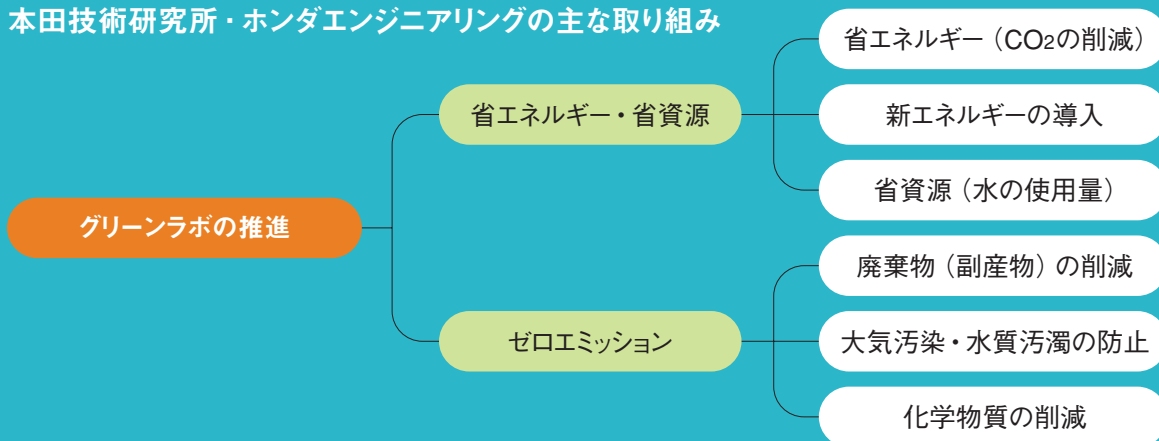 本田技術研究所・ホンダエンジニアリングの主な取り組み
グリーンラボの推進
省エネルギー・省資源
省エネルギー（CO2の削減）
新エネルギーの導入
省資源（水の使用量）
ゼロエミッション
廃棄物（副産物）の削減
大気汚染・水質汚濁の防止
化学物質の削減